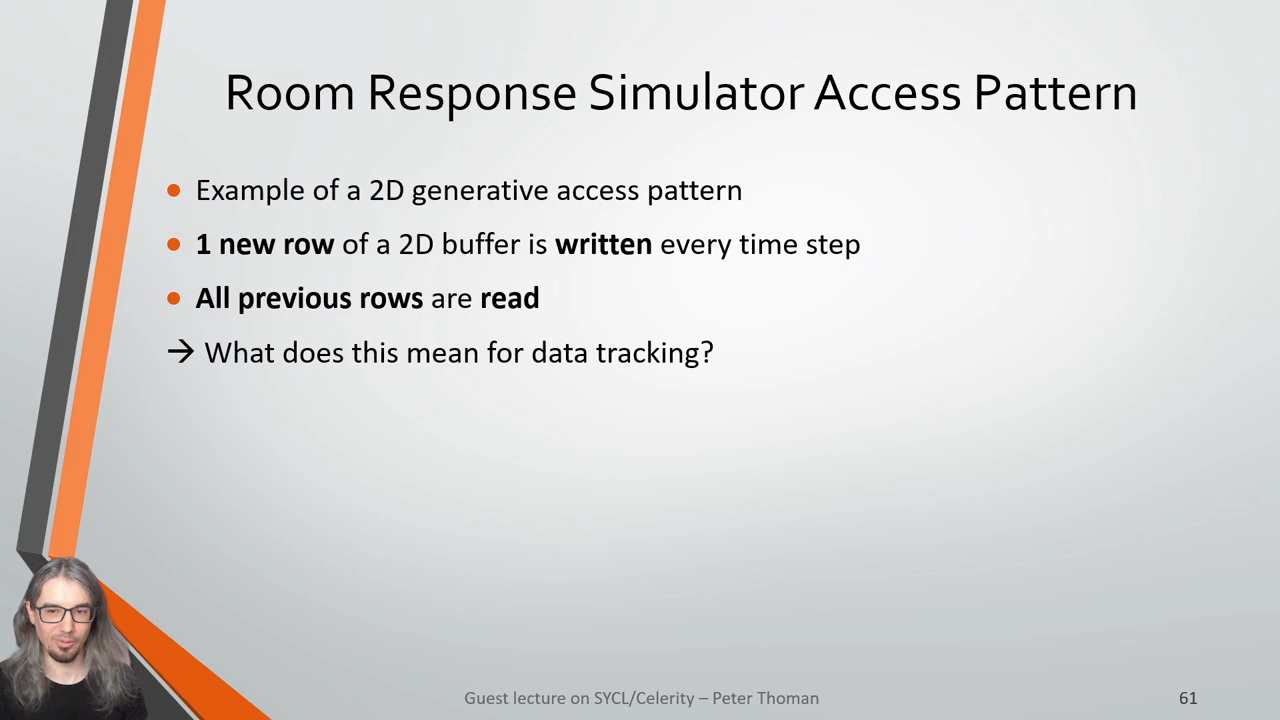 Room Response Simulator Access Pattern
• Example of a 2D generative access pattern
• 1 new row of a 2D buffer is written every time step
• All previous rows are read
→ What does this mean for data tracking?
Guest lecture on SYCL/Celerity – Peter Thoman
61